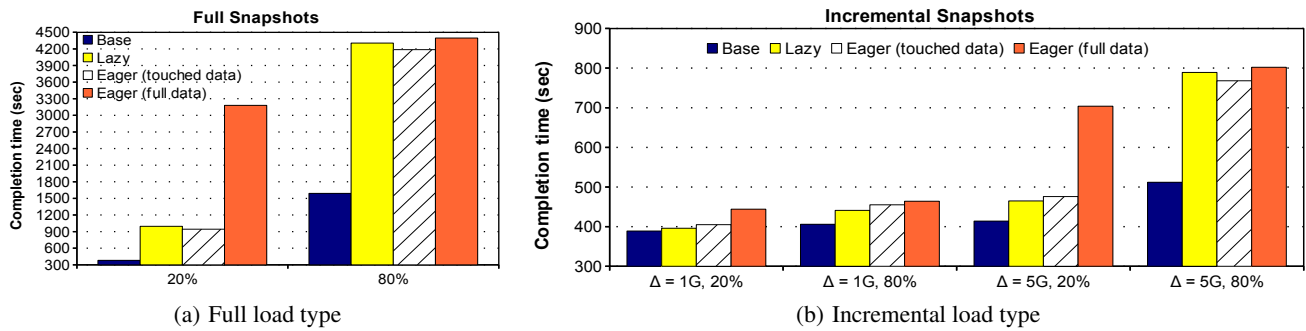 Full Snapshots
Completion time (sec)
4500
4200
3900
3600
3300
3000
2700
2400
2100
1800
1500
1200
900
600
300
Base
Lazy
Eager (touched data)
Eager (full data)
20%
80%
(a) Full load type
Incremental Snapshots
Completion time (sec)
900
800
700
600
500
400
300
Base Lazy Eager (touched data) Eager (full data)
Δ = 1G, 20%
Δ = 1G, 80%
Δ = 5G, 20%
Δ = 5G, 80%
(b) Incremental load type